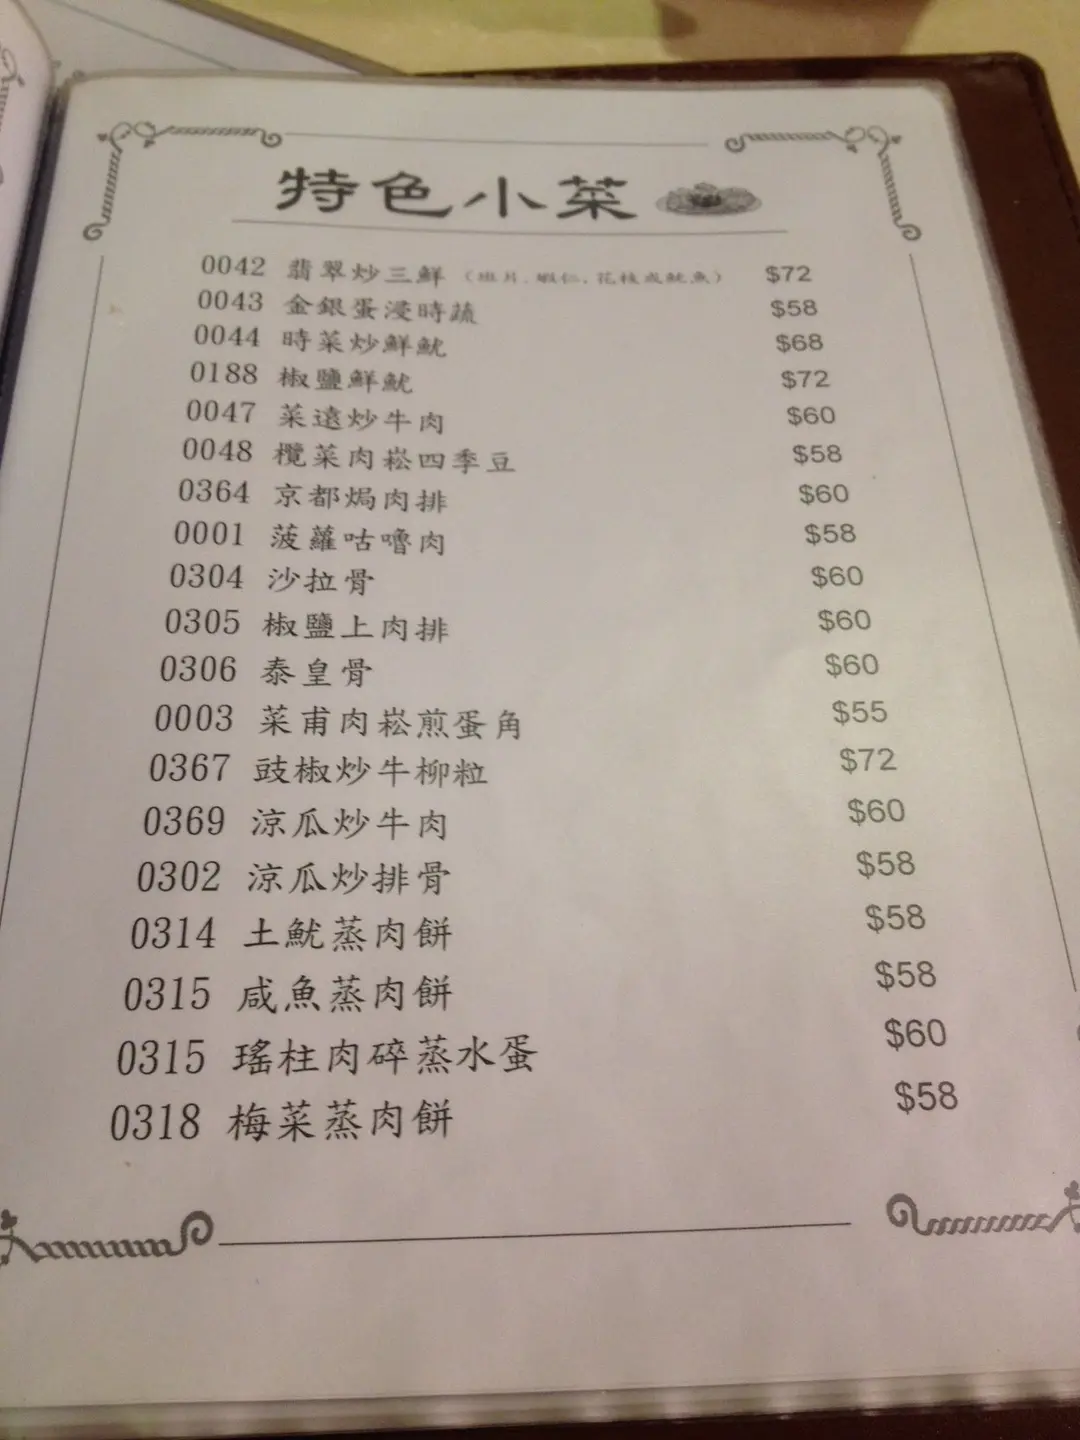 特色小菜
0042 翡翠炒三鮮 (班片,蝦仁,花枝或魷魚) $72
0043 金銀蛋浸時蔬 $58
0044 時菜炒鮮魷 $68
0188 椒鹽鮮魷 $72
0047 菜遠炒牛肉 $60
0048 欖菜肉崧四季豆 $58
0364 京都焗肉排 $60
0001 菠蘿咕嚕肉 $58
0304 沙拉骨 $60
0305 椒鹽上肉排 $60
0306 泰皇骨 $60
0003 菜甫肉崧煎蛋角 $55
0367 豉椒炒牛柳粒 $72
0369 涼瓜炒牛肉 $60
0302 涼瓜炒排骨 $58
0314 土魷蒸肉餅 $58
0315 咸魚蒸肉餅 $58
0315 瑤柱肉碎蒸水蛋 $60
0318 梅菜蒸肉餅 $58